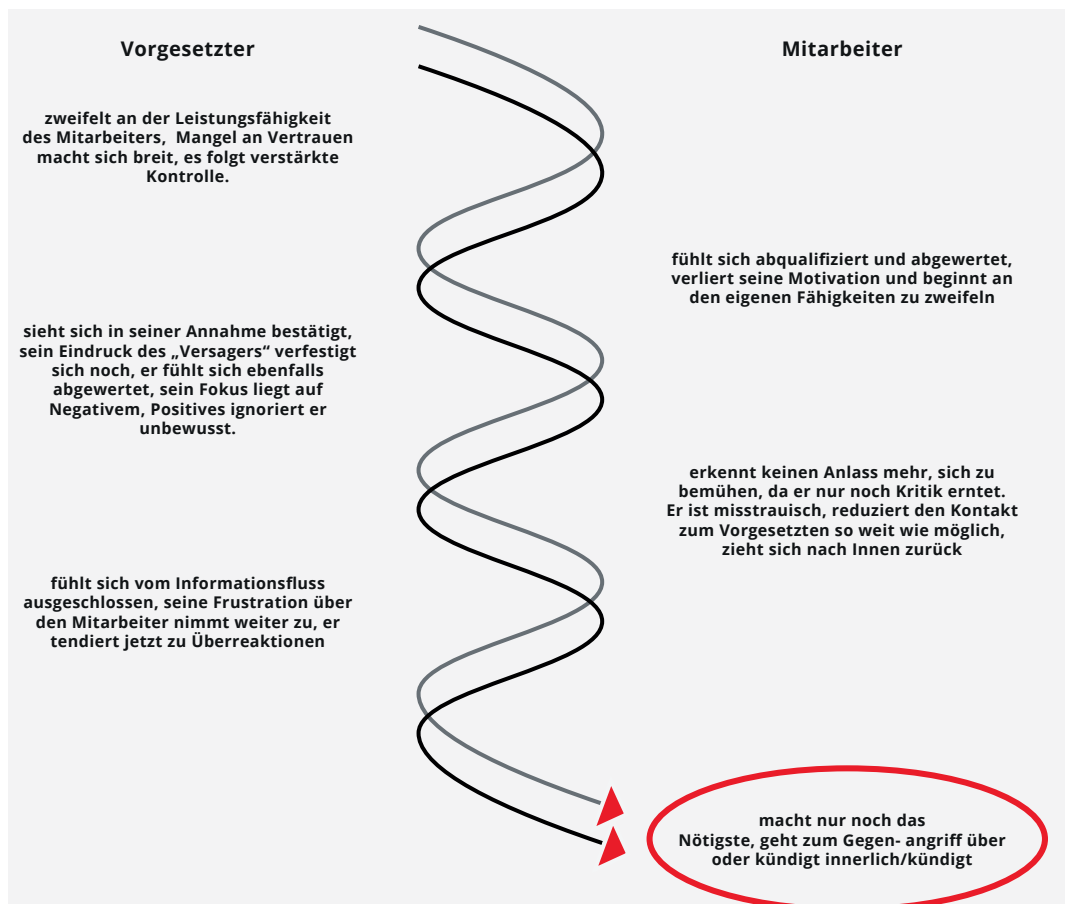 Vorgesetzter
Mitarbeiter
zweifelt an der Leistungsfähigkeit
des Mitarbeiters, Mangel an Vertrauen
macht sich breit, es folgt verstärkte
Kontrolle.
fühlt sich abqualifiziert und abgewertet,
verliert seine Motivation und beginnt an
den eigenen Fähigkeiten zu zweifeln
sieht sich in seiner Annahme bestätigt,
sein Eindruck des „Versagers“ verfestigt
sich noch, er fühlt sich ebenfalls
abgewertet, sein Fokus liegt auf
Negativem, Positives ignoriert er
unbewusst.
erkennt keinen Anlass mehr, sich zu
bemühen, da er nur noch Kritik erntet.
Er ist misstrauisch, reduziert den Kontakt
zum Vorgesetzten so weit wie möglich,
zieht sich nach Innen zurück
fühlt sich vom Informationsfluss
ausgeschlossen, seine Frustration über
den Mitarbeiter nimmt weiter zu, er
tendiert jetzt zu Überreaktionen
macht nur noch das
Nötigste, geht zum Gegen- angriff über
oder kündigt innerlich/kündigt